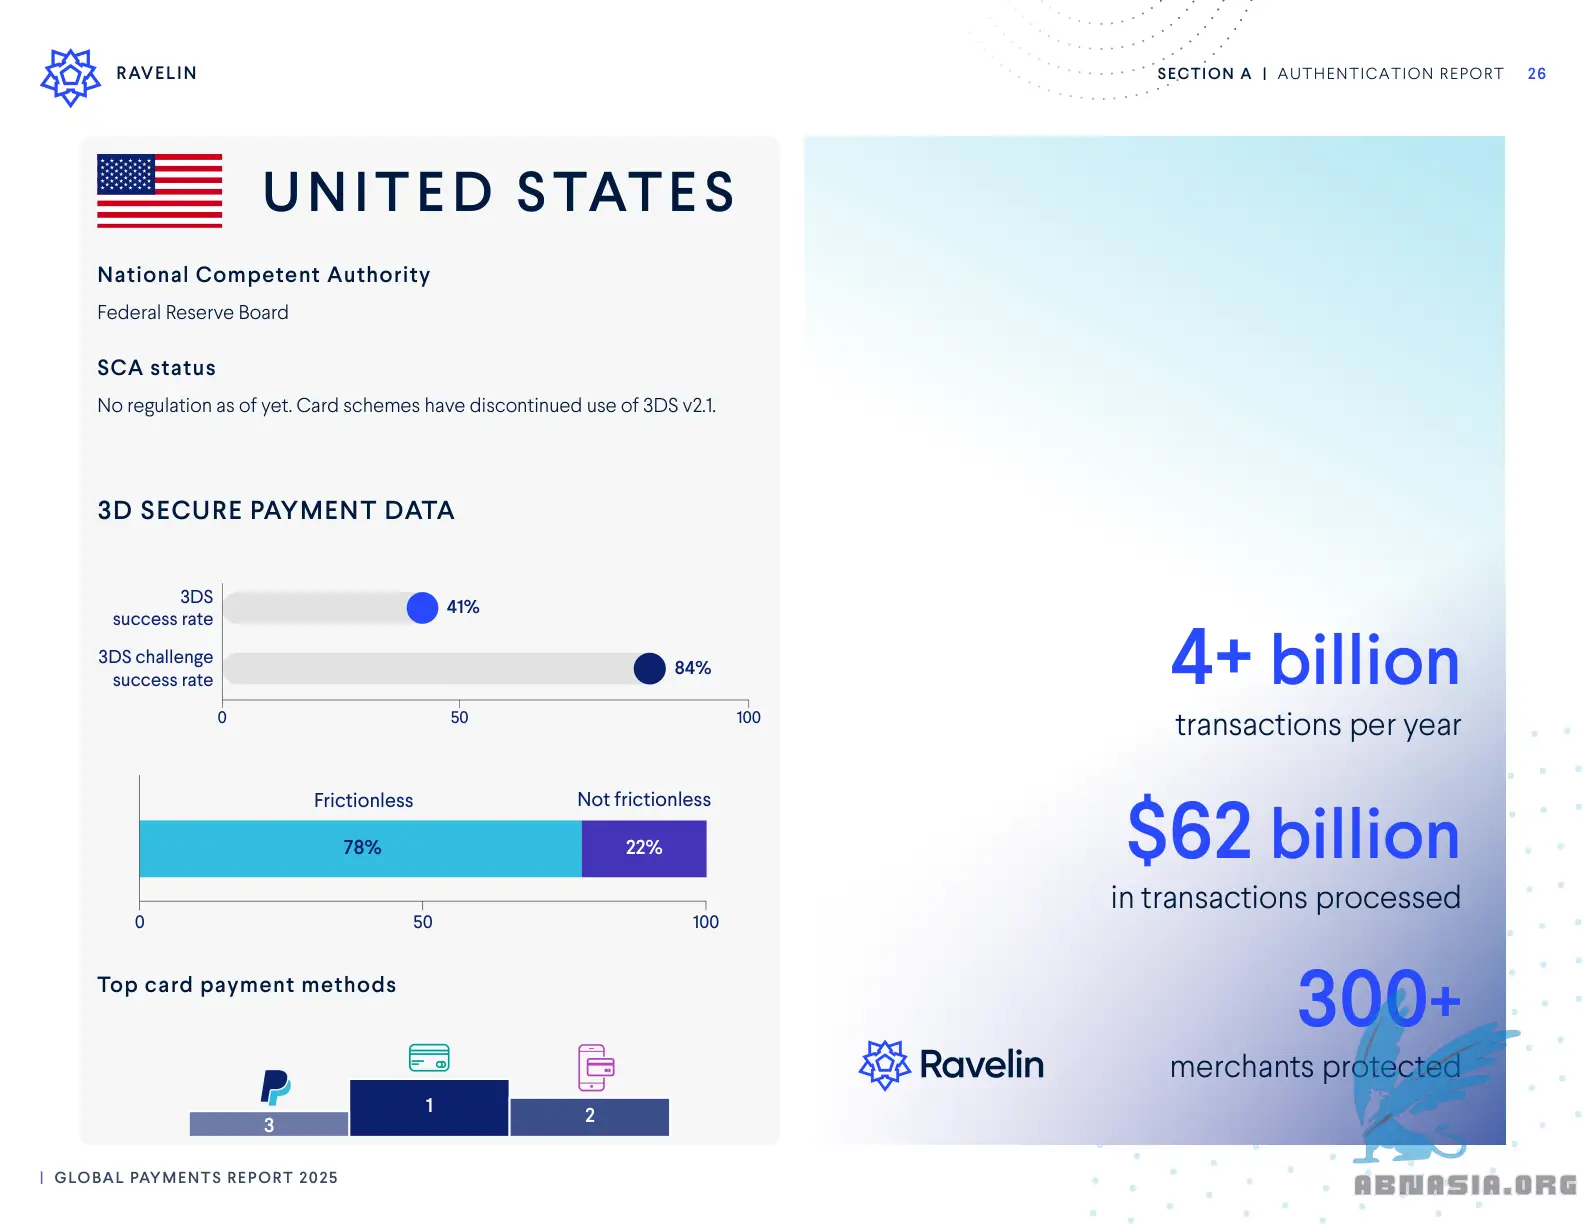 RAVELIN
SECTION A | AUTHENTICATION REPORT 26
UNITED STATES
National Competent Authority
Federal Reserve Board
SCA status
No regulation as of yet. Card schemes have discontinued use of 3DS v2.1.
3D SECURE PAYMENT DATA
3DS
success rate
41%
3DS challenge
success rate
84%
0 50 100
Frictionless Not frictionless
78% 22%
0 50 100
Top card payment methods
3 1 2
4+ billion
transactions per year
$62 billion
in transactions processed
300+
merchants protected
Ravelin
| GLOBAL PAYMENTS REPORT 2025
ABNASIA.ORG